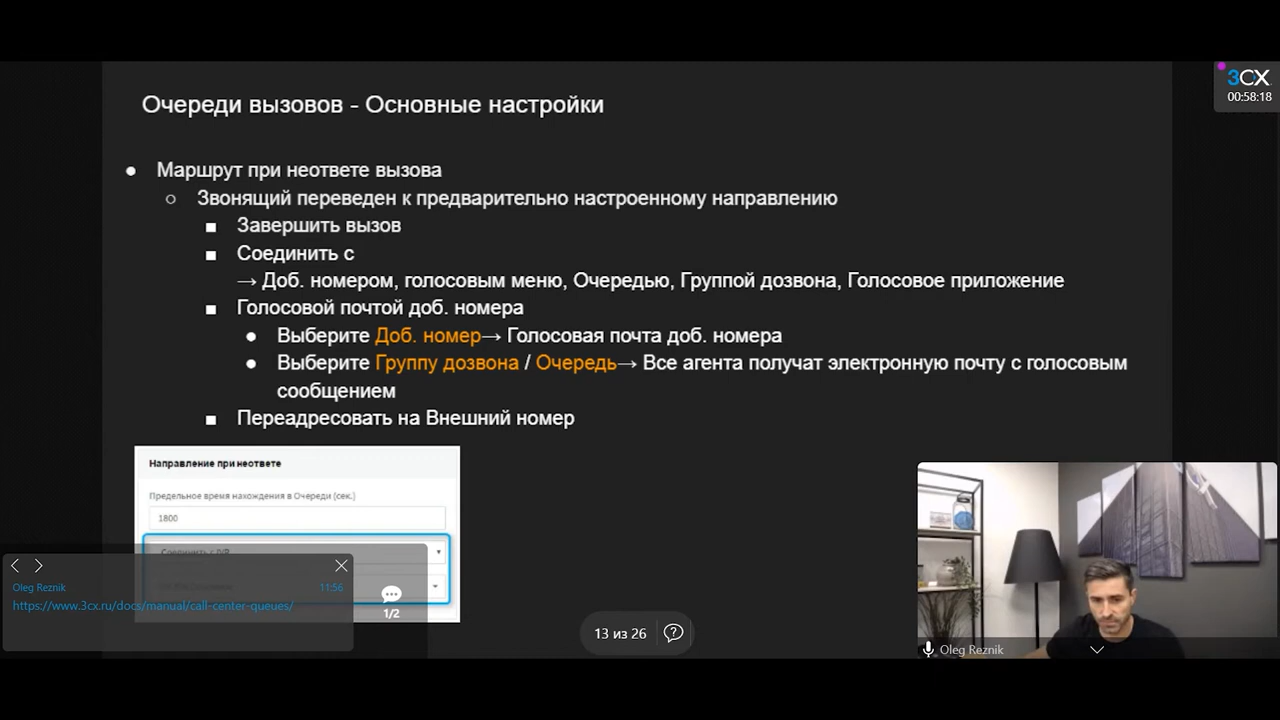 3CX
00:58:18
Очереди вызовов - Основные настройки
● Маршрут при неответе вызова
○ Звонящий переведен к предварительно настроенному направлению
■ Завершить вызов
■ Соединить с
→ Доб. номером, голосовым меню, Очередью, Группой дозвона, Голосовое приложение
■ Голосовой почтой доб. номера
● Выберите Доб. номер→ Голосовая почта доб. номера
● Выберите Группу дозвона / Очередь→ Все агента получат электронную почту с голосовым
сообщением
■ Переадресовать на Внешний номер
Направление при неответе
Предельное время нахождения в Очереди (сек.)
1800
Соединить с IVR
Oleg Reznik 11:56
https://www.3cx.ru/docs/manual/call-center-queues/
1/2
13 из 26
Oleg Reznik